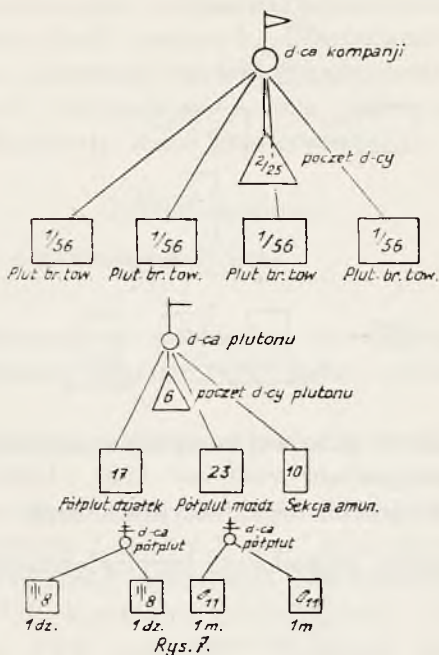 d-ca kompanji
2/25 poczet d-cy
1/56 1/56 1/56 1/56
Plut. br. tow. Plut. br. tow. Plut. br. tow. Plut. br. tow.
d-ca plutonu
6 poczet d-cy plutonu
17 23 10
Półplut. działek Półplut. moźdz. Sekcja amun.
d-ca półplut d-ca półplut
8 8 11 11
1 dz. 1 dz. 1 m. 1 m
Rys. 7.